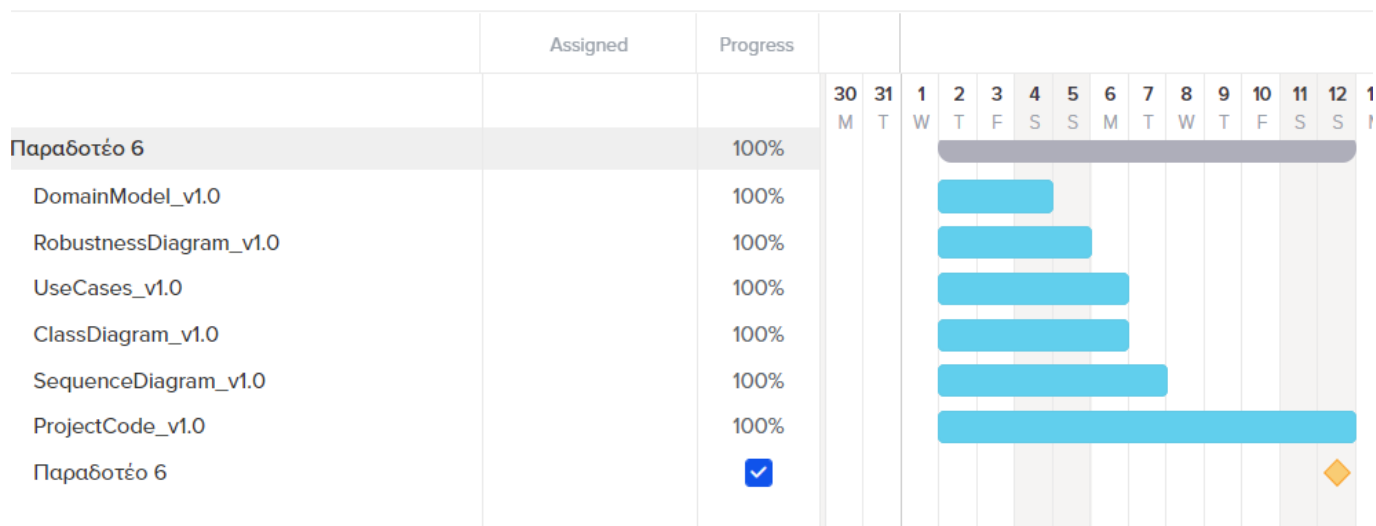 Assigned Progress
30 31 1 2 3 4 5 6 7 8 9 10 11 12
M T W T F S S M T W T F S S
Παραδοτέο 6 100%
DomainModel_v1.0 100%
RobustnessDiagram_v1.0 100%
UseCases_v1.0 100%
ClassDiagram_v1.0 100%
SequenceDiagram_v1.0 100%
ProjectCode_v1.0 100%
Παραδοτέο 6